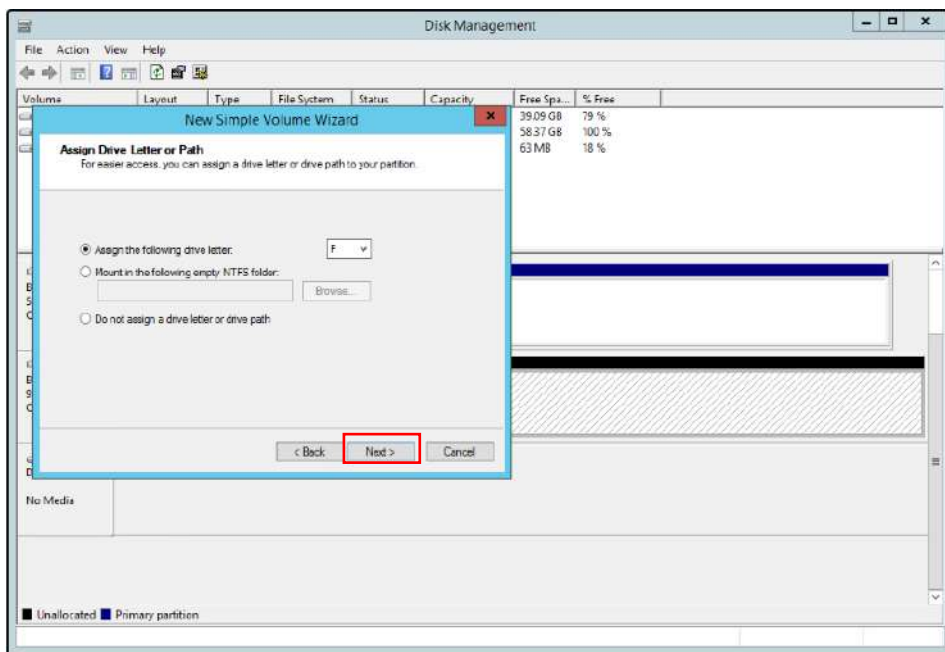 Disk Management
File Action View Help
Volume Layout Type File System Status Capacity Free Spa... % Free
39.09 GB 79 %
58.37 GB 100 %
63 MB 18 %
New Simple Volume Wizard
Assign Drive Letter or Path
For easier access, you can assign a drive letter or drive path to your partition.
Assign the following drive letter: F
Mount in the following empty NTFS folder:
Browse...
Do not assign a drive letter or drive path
< Back Next > Cancel
No Media
Unallocated Primary partition